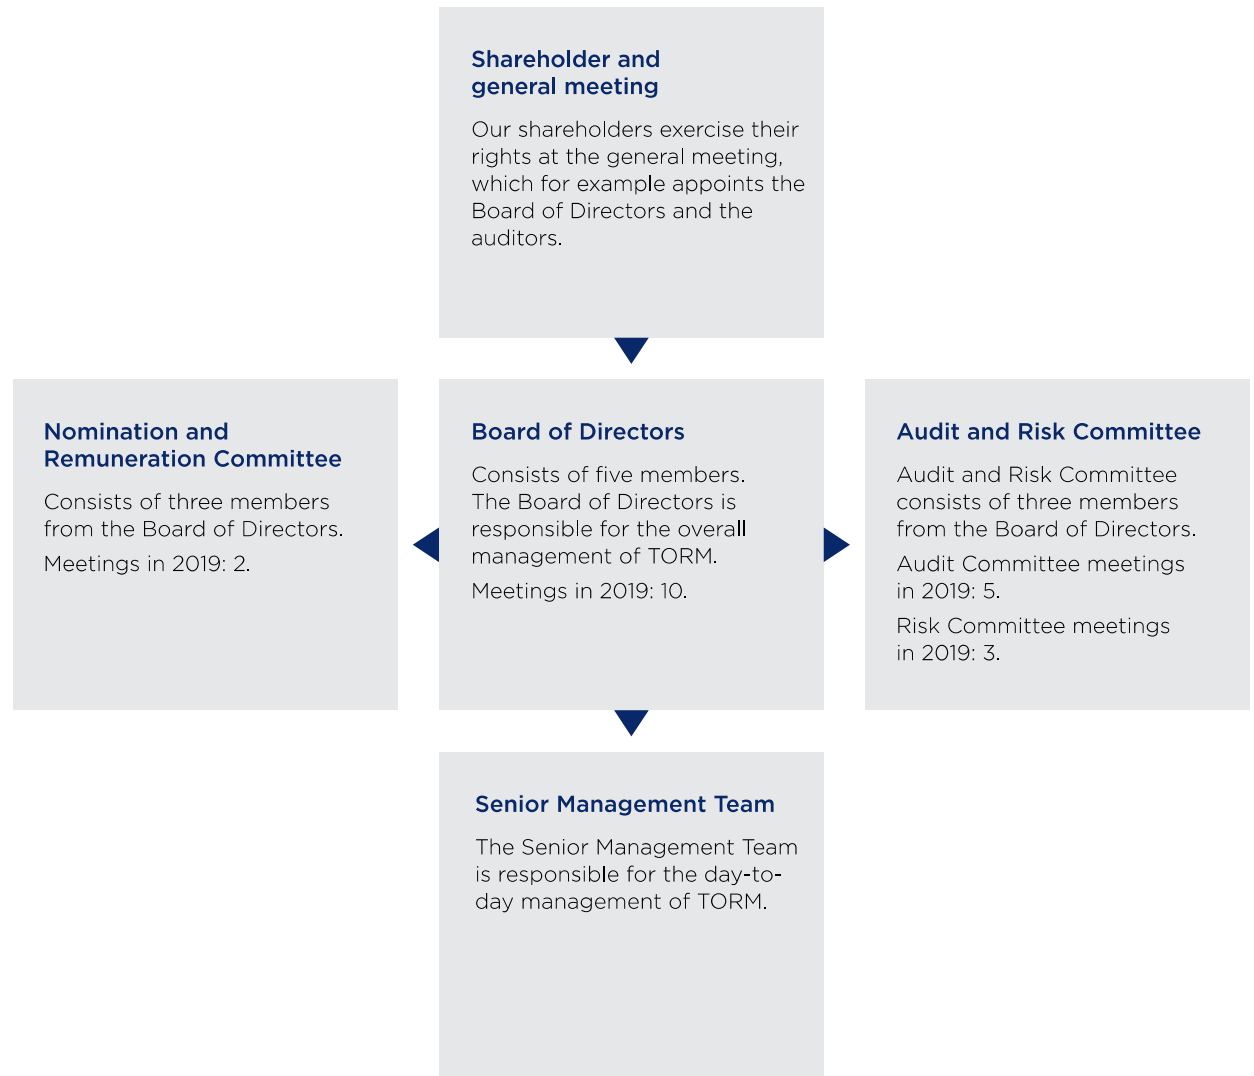 Shareholder and
general meeting
Our shareholders exercise their
rights at the general meeting,
which for example appoints the
Board of Directors and the
auditors.
Nomination and
Remuneration Committee
Consists of three members
from the Board of Directors.
Meetings in 2019: 2.
Board of Directors
Consists of five members.
The Board of Directors is
responsible for the overall
management of TORM.
Meetings in 2019: 10.
Audit and Risk Committee
Audit and Risk Committee
consists of three members
from the Board of Directors.
Audit Committee meetings
in 2019: 5.
Risk Committee meetings
in 2019: 3.
Senior Management Team
The Senior Management Team
is responsible for the day-to-
day management of TORM.